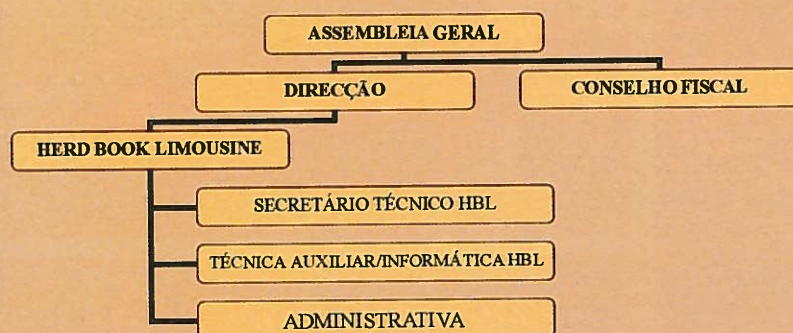 ASSEMBLEIA GERAL
DIRECÇÃO
CONSELHO FISCAL
HERD BOOK LIMOUSINE
SECRETÁRIO TÉCNICO HBL
TÉCNICA AUXILIAR/INFORMÁTICA HBL
ADMINISTRATIVA